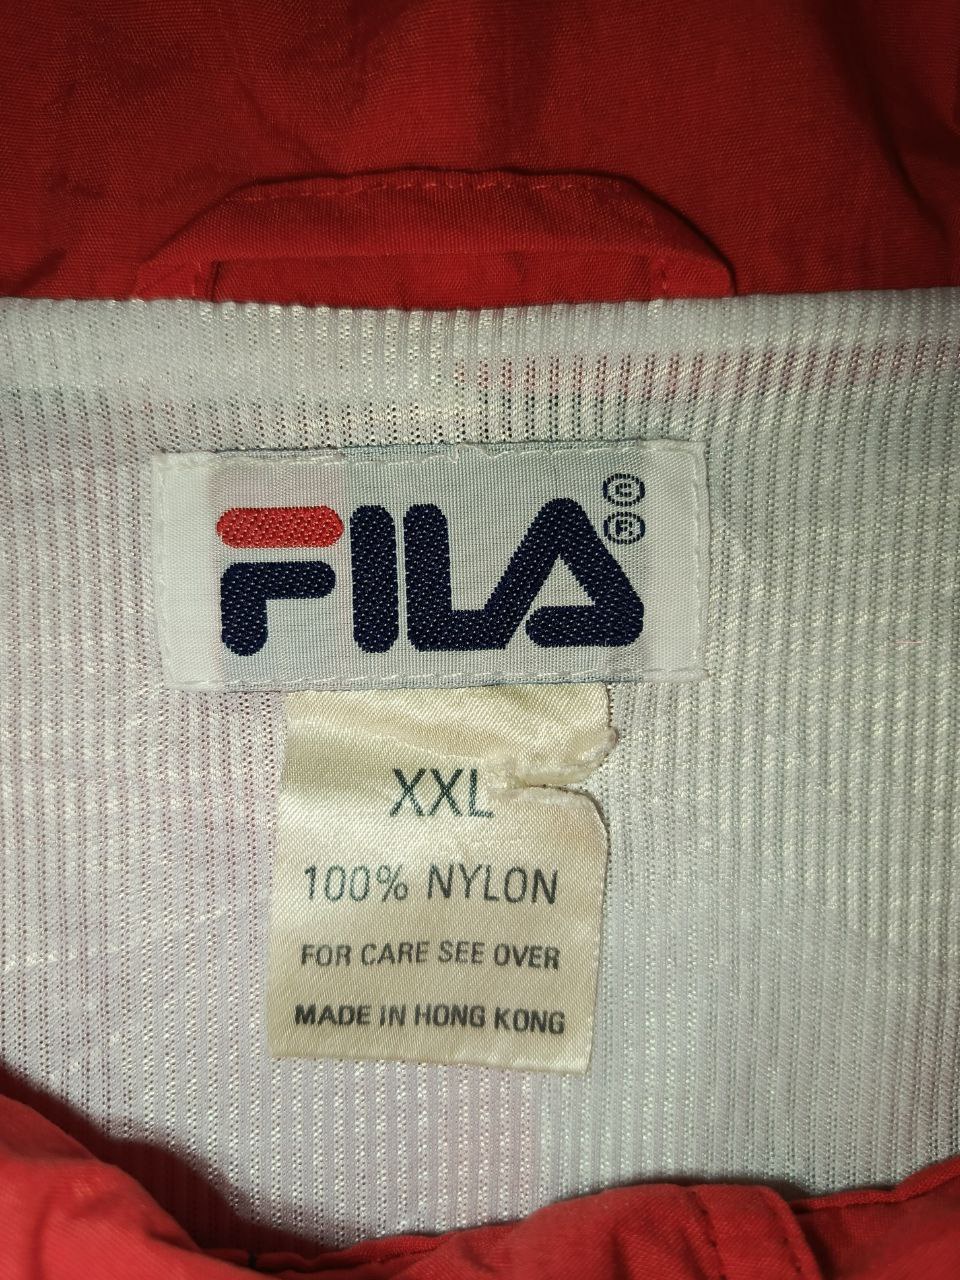 FILA
©
®
XXL
100% NYLON
FOR CARE SEE OVER
MADE IN HONG KONG